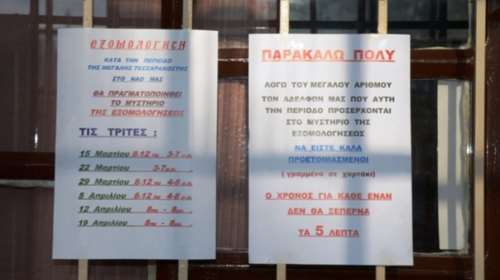 ΕΞΟΜΟΛΟΓΗΣΗ
ΚΑΤΑ ΤΗΝ ΠΕΡΙΟΔΟ
ΤΗΣ ΜΕΓΑΛΗΣ ΤΕΣΣΑΡΑΚΟΣΤΗΣ
ΣΤΟ ΝΑΟ ΜΑΣ
ΘΑ ΠΡΑΓΜΑΤΟΠΟΙΗΘΕΙ
ΤΟ ΜΥΣΤΗΡΙΟ
ΤΗΣ ΕΞΟΜΟΛΟΓΗΣΕΩΣ
ΤΙΣ ΤΡΙΤΕΣ :
15 Μαρτίου
22 Μαρτίου
29 Μαρτίου
5 Απριλίου
12 Απριλίου
19 Απριλίου
ΠΑΡΑΚΑΛΩ ΠΟΛΥ
ΛΟΓΩ ΤΟΥ ΜΕΓΑΛΟΥ ΑΡΙΘΜΟΥ
ΤΩΝ ΑΔΕΛΦΩΝ ΜΑΣ ΠΟΥ ΑΥΤΗ
ΤΗΝ ΠΕΡΙΟΔΟ ΠΡΟΣΕΡΧΟΝΤΑΙ
ΣΤΟ ΜΥΣΤΗΡΙΟ ΤΗΣ
ΕΞΟΜΟΛΟΓΗΣΕΩΣ
ΝΑ ΕΙΣΤΕ ΚΑΛΑ
ΠΡΟΕΤΟΙΜΑΣΜΕΝΟΙ
( γραμμένα σε χαρτάκι)
Ο ΧΡΟΝΟΣ ΓΙΑ ΚΑΘΕ ΕΝΑΝ
ΔΕΝ ΘΑ ΞΕΠΕΡΝΑ
ΤΑ 5 ΛΕΠΤΑ